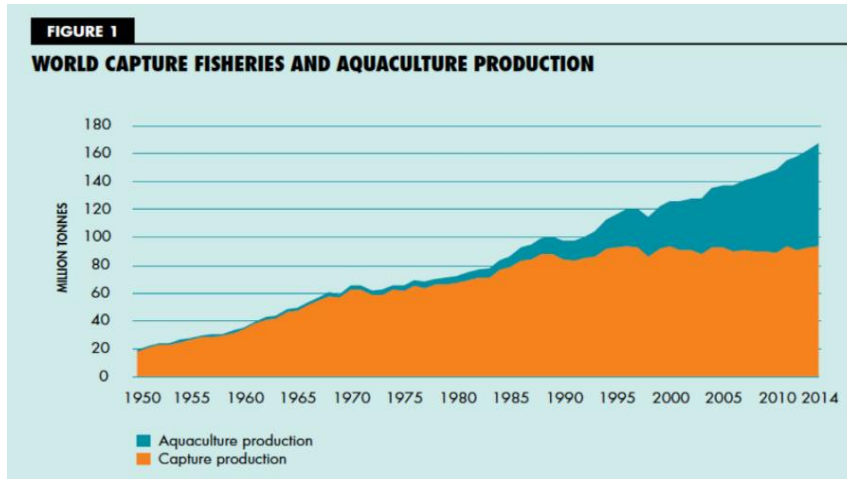 FIGURE 1
WORLD CAPTURE FISHERIES AND AQUACULTURE PRODUCTION
180
160
140
120
100
80
60
40
20
0
MILLION TONNES
1950 1955 1960 1965 1970 1975 1980 1985 1990 1995 2000 2005 2010 2014
Aquaculture production
Capture production